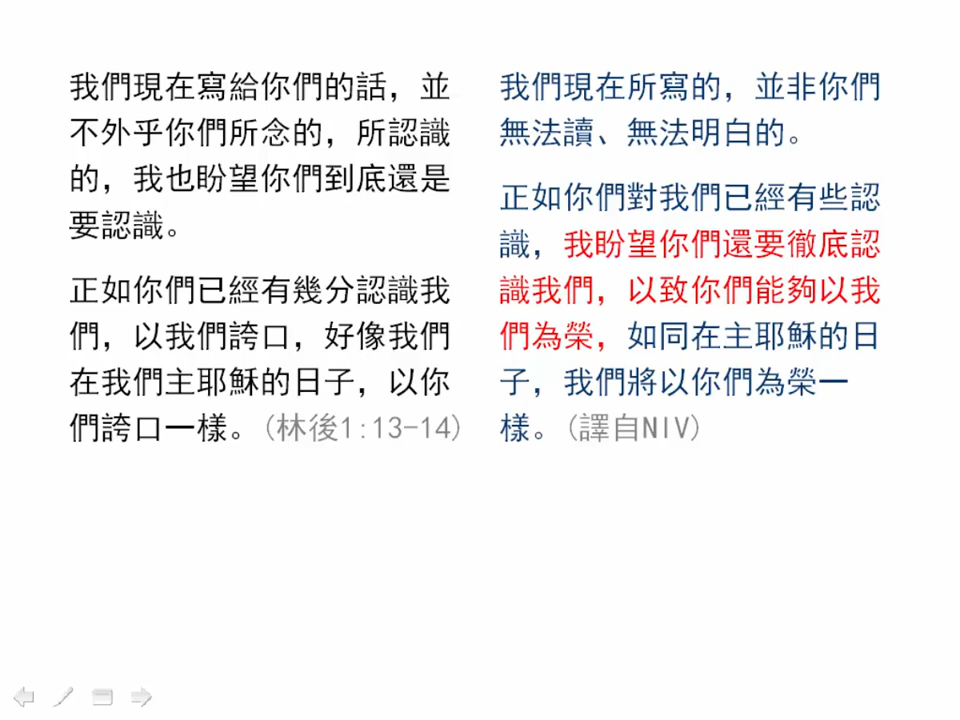 我們現在寫給你們的話，並
不外乎你們所念的，所認識
的，我也盼望你們到底還是
要認識。
正如你們已經有幾分認識我
們，以我們誇口，好像我們
在我們主耶穌的日子，以你
們誇口一樣。(林後1:13-14)
我們現在所寫的，並非你們
無法讀、無法明白的。
正如你們對我們已經有些認
識，我盼望你們還要徹底認
識我們，以致你們能夠以我
們為榮，如同在主耶穌的日
子，我們將以你們為榮一
樣。(譯自NIV)